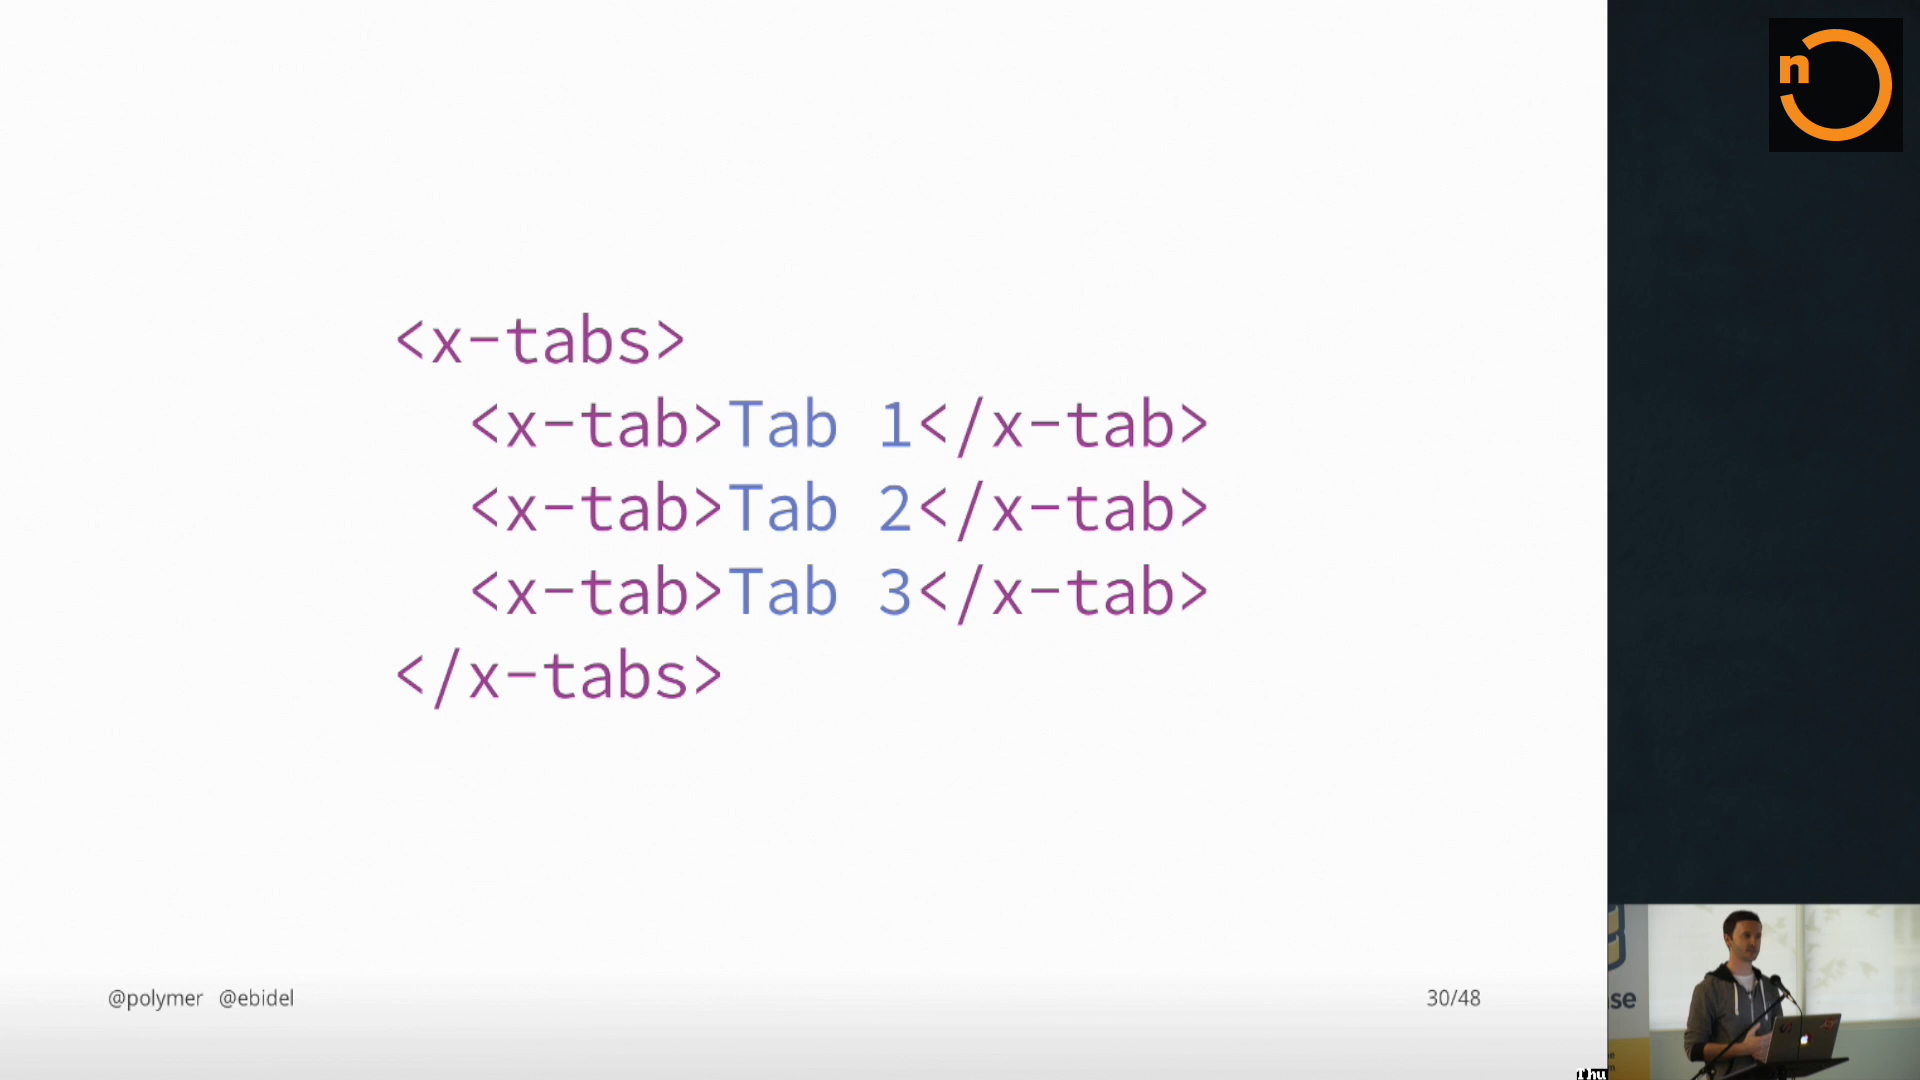 n
<x-tabs>
<x-tab>Tab 1</x-tab>
<x-tab>Tab 2</x-tab>
<x-tab>Tab 3</x-tab>
</x-tabs>
@polymer @ebidel
30/48
se
Thu